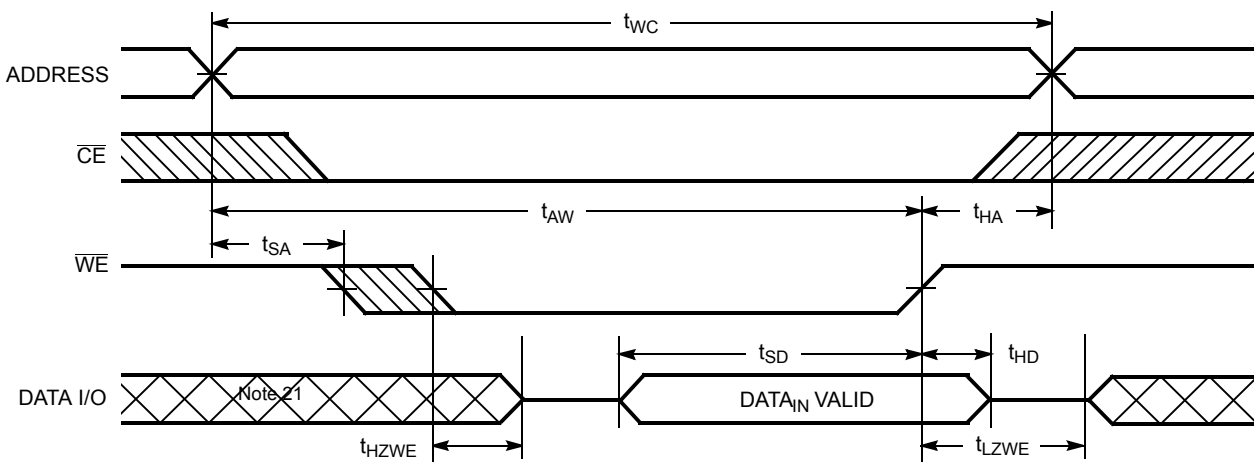 tWC
ADDRESS
CE
tAW
tHA
tSA
WE
tSD
tHD
DATA I/O
Note 21
DATAIN VALID
tHZWE
tLZWE